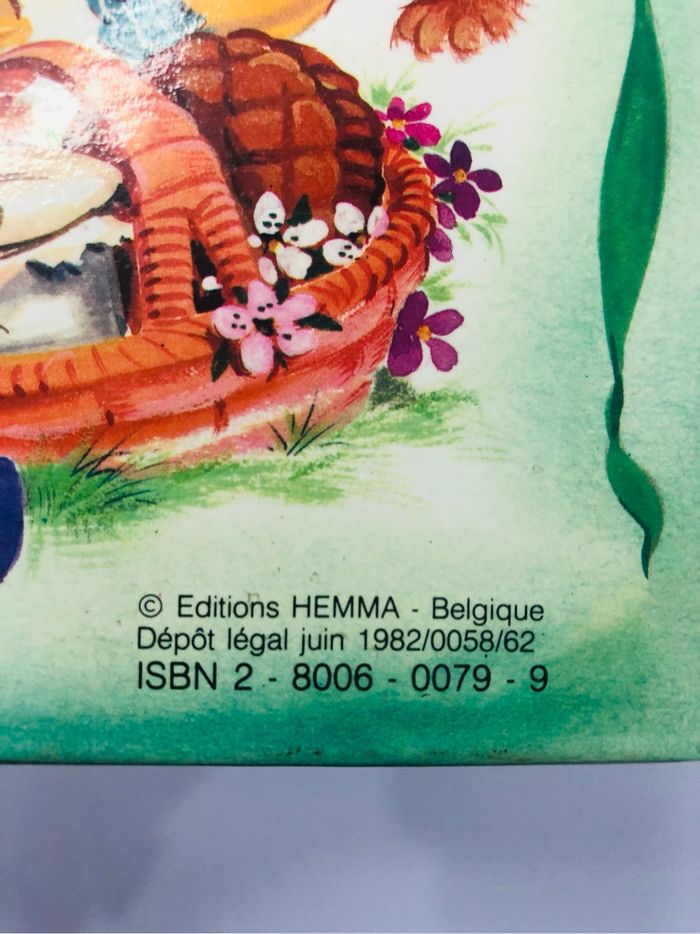 © Editions HEMMA - Belgique
Dépôt légal juin 1982/0058/62
ISBN 2 - 8006 - 0079 - 9